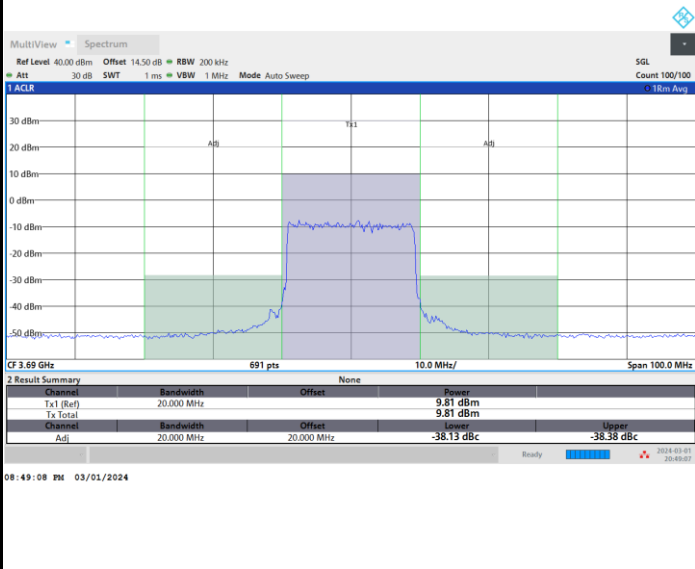 MultiView Spectrum
Ref Level 40.00 dBm Offset 14.50 dB RBW 200 kHz SGL
Att 30 dB SWT 1 ms VBW 1 MHz Mode Auto Sweep Count 100/100
1 ACLR 1Rm Avg
30 dBm
Tx1
20 dBm
Adj Adj
10 dBm
0 dBm
-10 dBm
-20 dBm
-30 dBm
-40 dBm
-50 dBm
CF 3.69 GHz 691 pts 10.0 MHz/ Span 100.0 MHz
2 Result Summary None
Channel Bandwidth Offset Power
Tx1 (Ref) 20.000 MHz 9.81 dBm
Tx Total 9.81 dBm
Channel Bandwidth Offset Lower Upper
Adj 20.000 MHz 20.000 MHz -38.13 dBc -38.38 dBc
Ready 2024-03-01
20:49:07
08:49:08 PM 03/01/2024